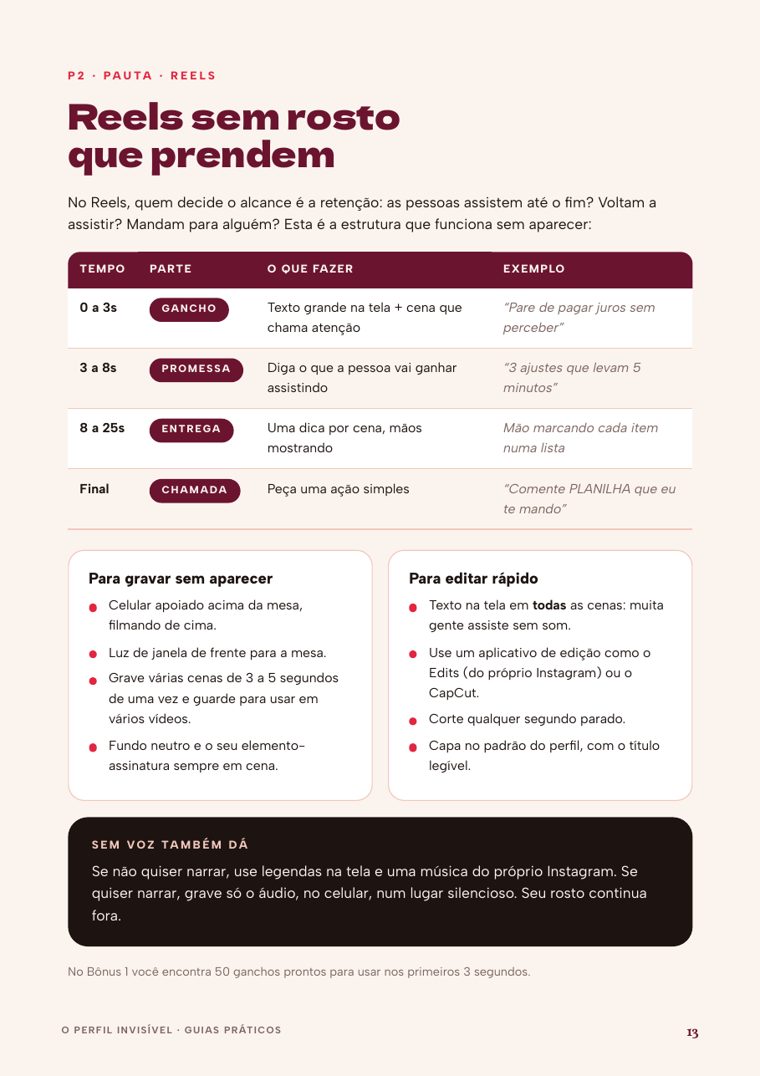 P2 · PAUTA · REELS
Reels sem rosto
que prendem
No Reels, quem decide o alcance é a retenção: as pessoas assistem até o fim? Voltam a
assistir? Mandam para alguém? Esta é a estrutura que funciona sem aparecer:
TEMPO PARTE O QUE FAZER EXEMPLO
0 a 3s GANCHO Texto grande na tela + cena que “Pare de pagar juros sem
chama atenção perceber”
3 a 8s PROMESSA Diga o que a pessoa vai ganhar “3 ajustes que levam 5
assistindo minutos”
8 a 25s ENTREGA Uma dica por cena, mãos Mão marcando cada item
mostrando numa lista
Final CHAMADA Peça uma ação simples “Comente PLANILHA que eu
te mando”
Para gravar sem aparecer
Celular apoiado acima da mesa,
filmando de cima.
Luz de janela de frente para a mesa.
Grave várias cenas de 3 a 5 segundos
de uma vez e guarde para usar em
vários vídeos.
Fundo neutro e o seu elemento-
assinatura sempre em cena.
Para editar rápido
Texto na tela em todas as cenas: muita
gente assiste sem som.
Use um aplicativo de edição como o
Edits (do próprio Instagram) ou o
CapCut.
Corte qualquer segundo parado.
Capa no padrão do perfil, com o título
legível.
SEM VOZ TAMBÉM DÁ
Se não quiser narrar, use legendas na tela e uma música do próprio Instagram. Se
quiser narrar, grave só o áudio, no celular, num lugar silencioso. Seu rosto continua
fora.
No Bônus 1 você encontra 50 ganchos prontos para usar nos primeiros 3 segundos.
O PERFIL INVISÍVEL · GUIAS PRÁTICOS 13